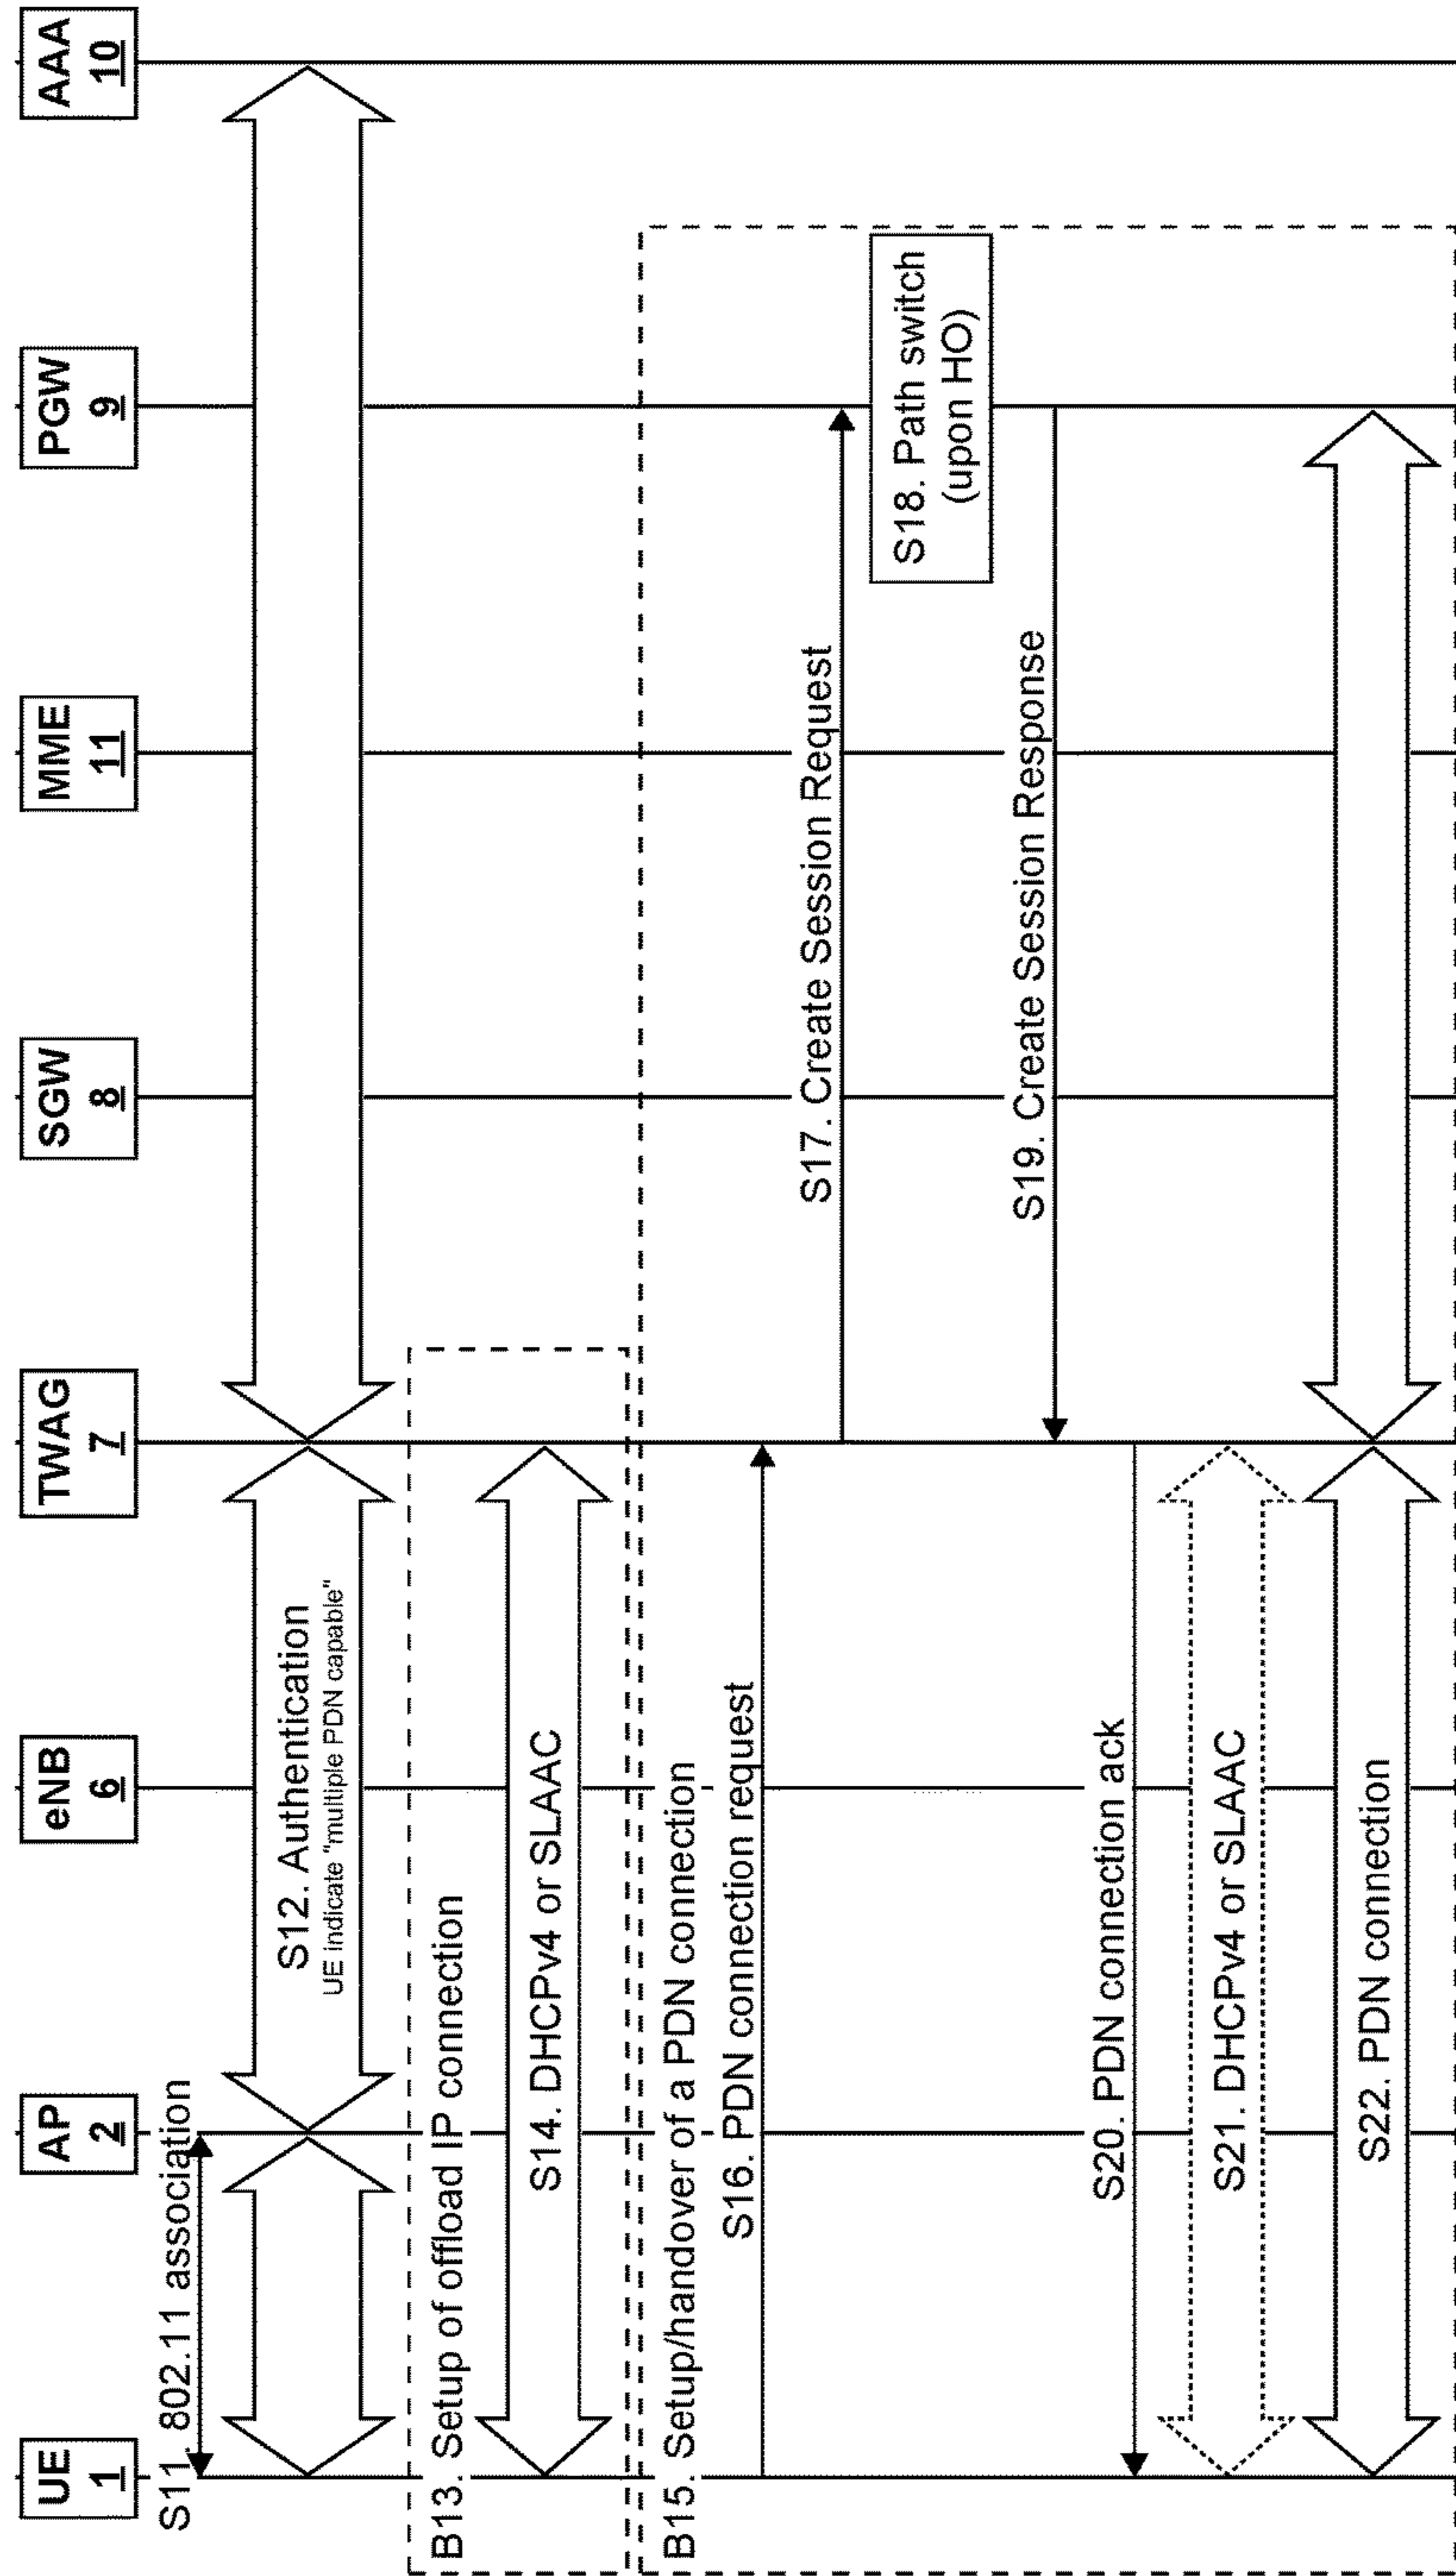 UE
1
AP
2
eNB
6
TWAG
7
SGW
8
MME
11
PGW
9
AAA
10
S11. 802.11 association
S12. Authentication
UE indicate "multiple PDN capable"
B13. Setup of offload IP connection
S14. DHCPv4 or SLAAC
B15. Setup/handover of a PDN connection
S16. PDN connection request
S17. Create Session Request
S18. Path switch
(upon HO)
S19. Create Session Response
S20. PDN connection ack
S21. DHCPv4 or SLAAC
S22. PDN connection